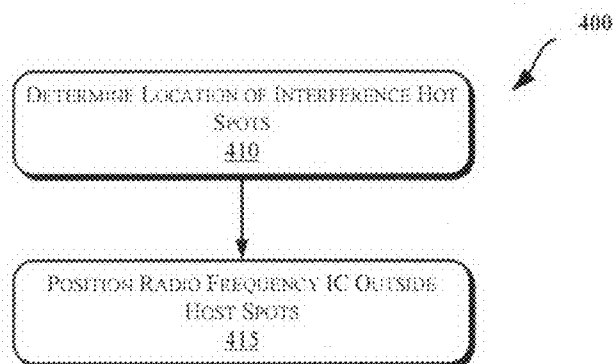 400
DETERMINE LOCATION OF INTERFERENCE HOT
SPOTS
410
POSITION RADIO FREQUENCY IC OUTSIDE
HOST SPOTS
415